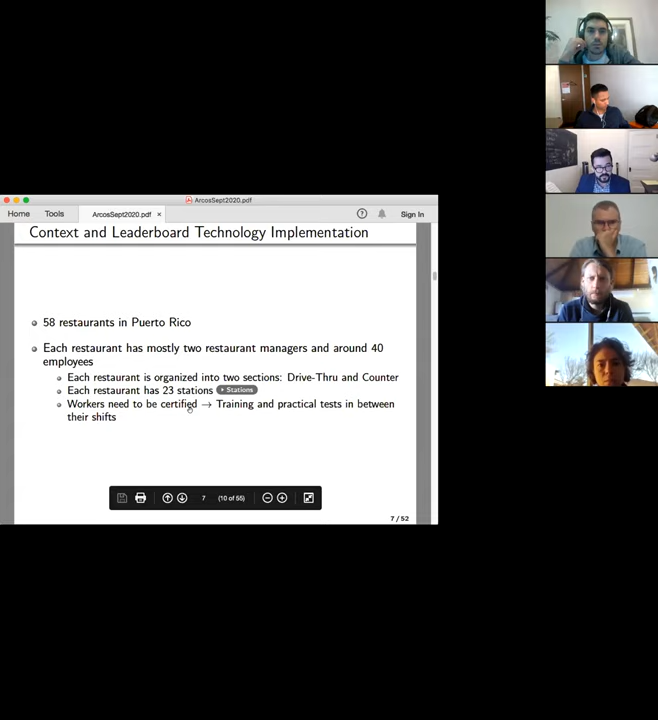 ArcosSept2020.pdf
Home Tools ArcosSept2020.pdf × Sign In
Context and Leaderboard Technology Implementation
58 restaurants in Puerto Rico
Each restaurant has mostly two restaurant managers and around 40
employees
Each restaurant is organized into two sections: Drive-Thru and Counter
Each restaurant has 23 stations Stations
Workers need to be certified → Training and practical tests in between
their shifts
7 (10 of 55)
7 / 52